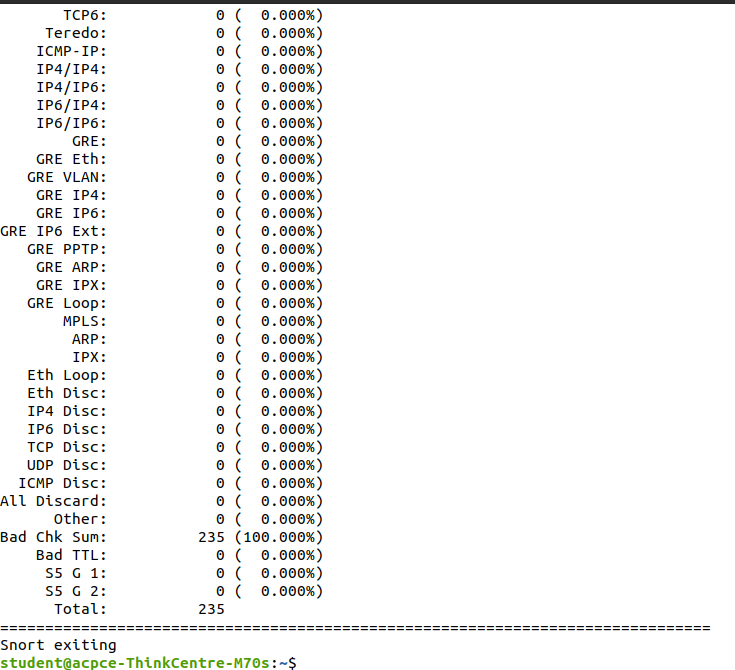 TCP6: 0 ( 0.000%)
Teredo: 0 ( 0.000%)
ICMP-IP: 0 ( 0.000%)
IP4/IP4: 0 ( 0.000%)
IP4/IP6: 0 ( 0.000%)
IP6/IP4: 0 ( 0.000%)
IP6/IP6: 0 ( 0.000%)
GRE: 0 ( 0.000%)
GRE Eth: 0 ( 0.000%)
GRE VLAN: 0 ( 0.000%)
GRE IP4: 0 ( 0.000%)
GRE IP6: 0 ( 0.000%)
GRE IP6 Ext: 0 ( 0.000%)
GRE PPTP: 0 ( 0.000%)
GRE ARP: 0 ( 0.000%)
GRE IPX: 0 ( 0.000%)
GRE Loop: 0 ( 0.000%)
MPLS: 0 ( 0.000%)
ARP: 0 ( 0.000%)
IPX: 0 ( 0.000%)
Eth Loop: 0 ( 0.000%)
Eth Disc: 0 ( 0.000%)
IP4 Disc: 0 ( 0.000%)
IP6 Disc: 0 ( 0.000%)
TCP Disc: 0 ( 0.000%)
UDP Disc: 0 ( 0.000%)
ICMP Disc: 0 ( 0.000%)
All Discard: 0 ( 0.000%)
Other: 0 ( 0.000%)
Bad Chk Sum: 235 (100.000%)
Bad TTL: 0 ( 0.000%)
S5 G 1: 0 ( 0.000%)
S5 G 2: 0 ( 0.000%)
Total: 235
===============================================================================
Snort exiting
student@acpce-ThinkCentre-M70s:~$